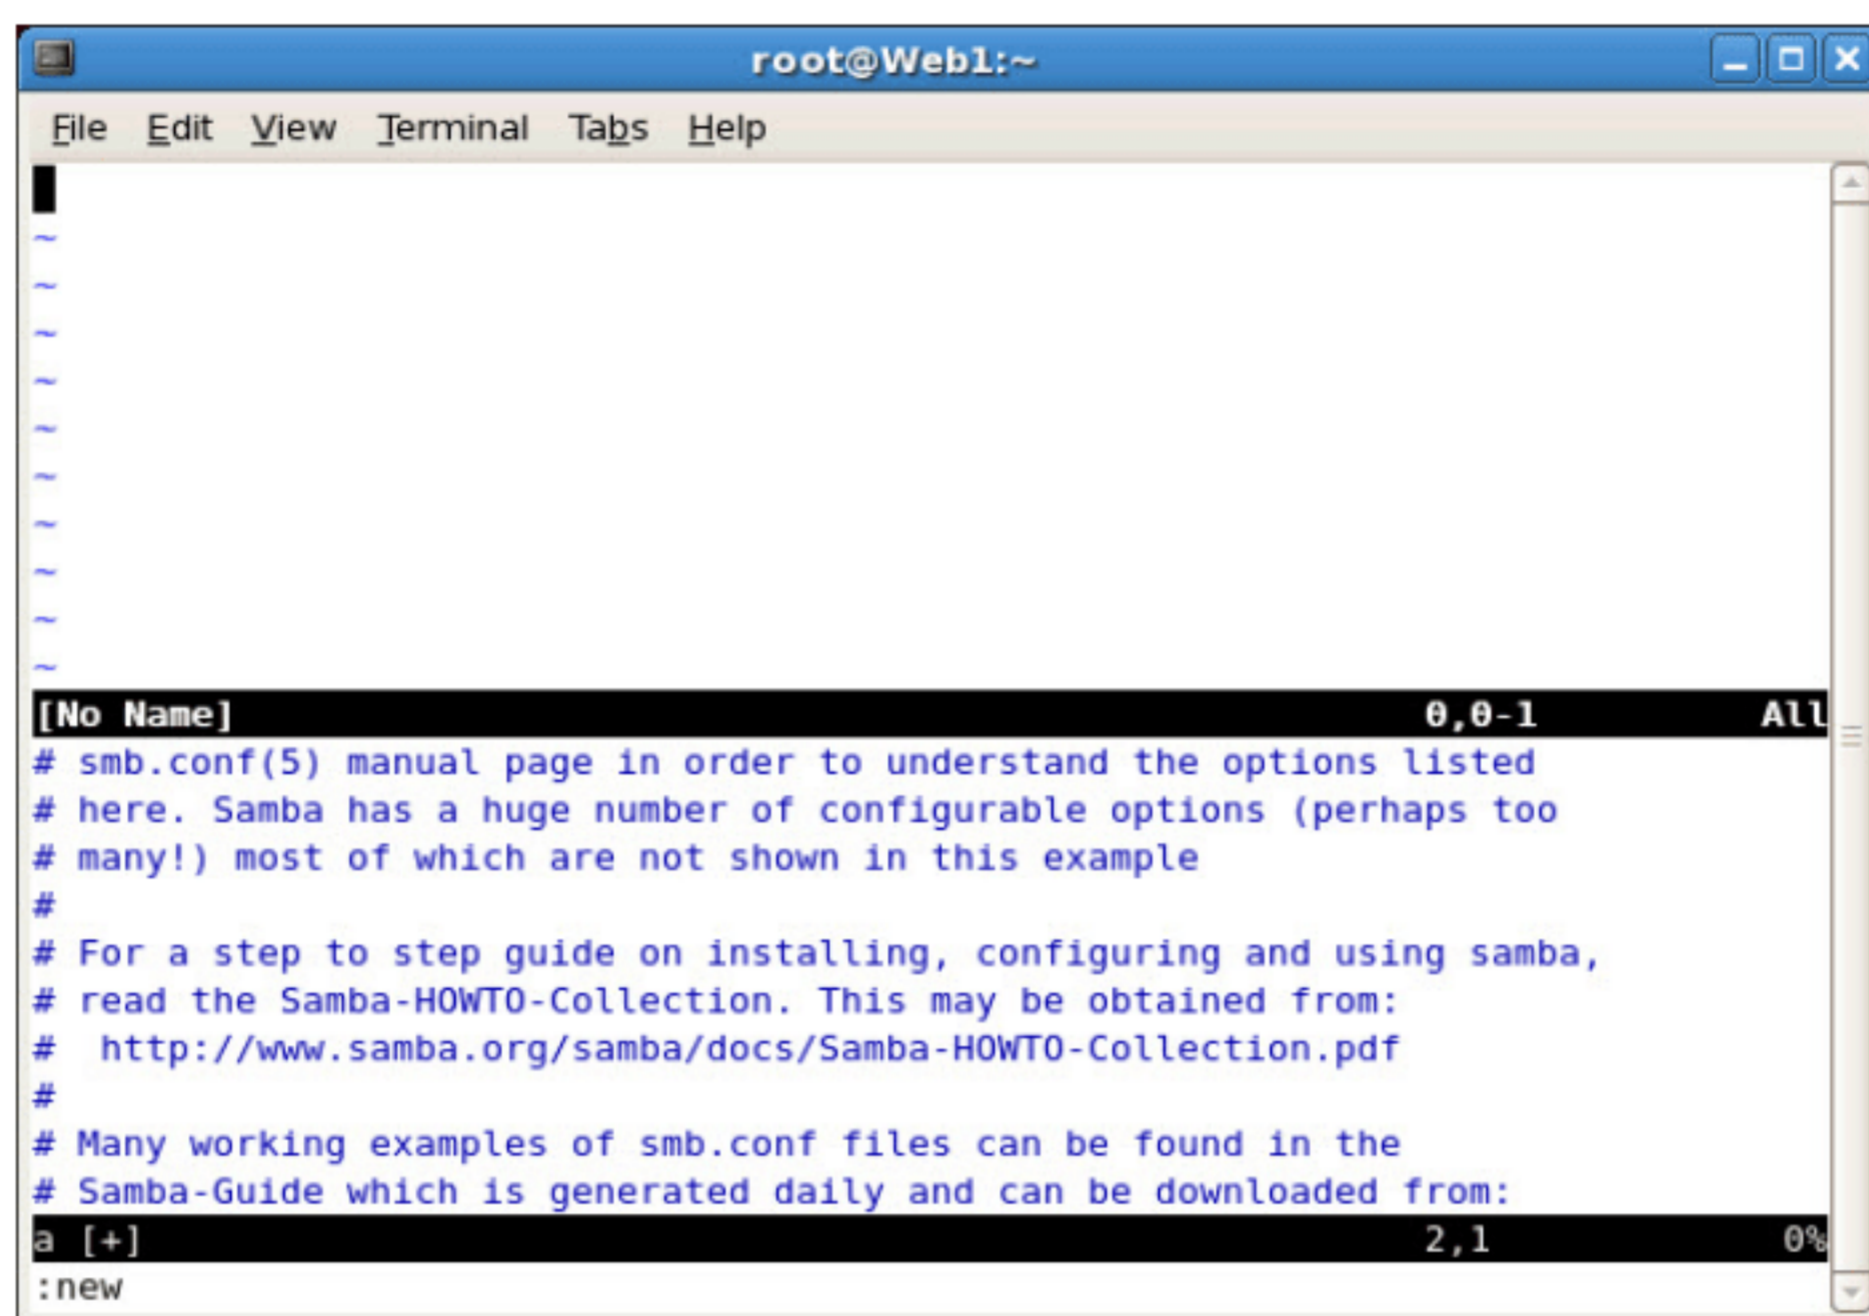 root@Web1:~
File Edit View Terminal Tabs Help
~
~
~
~
~
~
~
~
~
~
[No Name] 0,0-1 All
# smb.conf(5) manual page in order to understand the options listed
# here. Samba has a huge number of configurable options (perhaps too
# many!) most of which are not shown in this example
#
# For a step to step guide on installing, configuring and using samba,
# read the Samba-HOWTO-Collection. This may be obtained from:
#  http://www.samba.org/samba/docs/Samba-HOWTO-Collection.pdf
#
# Many working examples of smb.conf files can be found in the
# Samba-Guide which is generated daily and can be downloaded from:
a [+] 2,1 0%
:new